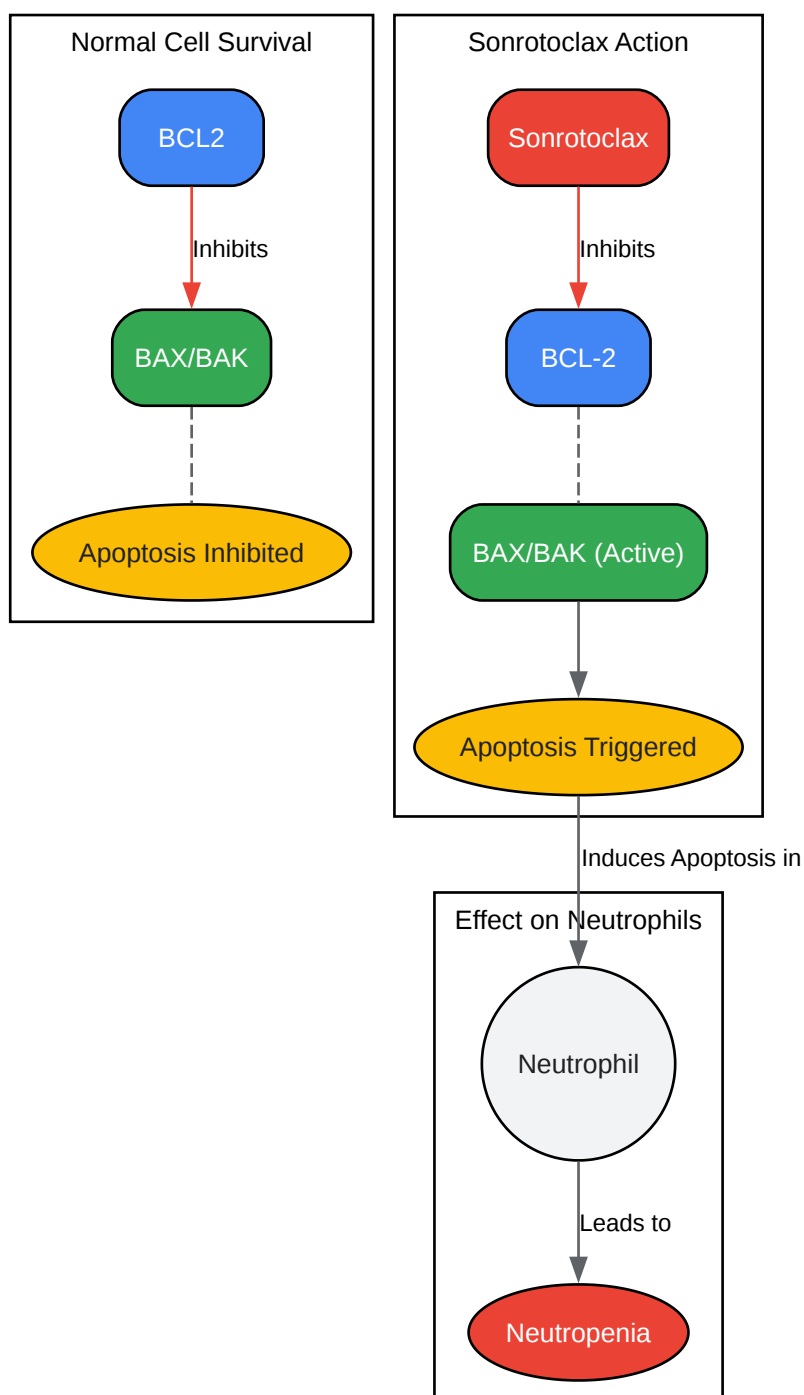 Normal Cell Survival
BCL2
Inhibits
BAX/BAK
Apoptosis Inhibited
Sonrotoclax Action
Sonrotoclax
Inhibits
BCL-2
BAX/BAK (Active)
Apoptosis Triggered
Induces Apoptosis in
Effect on Neutrophils
Neutrophil
Leads to
Neutropenia